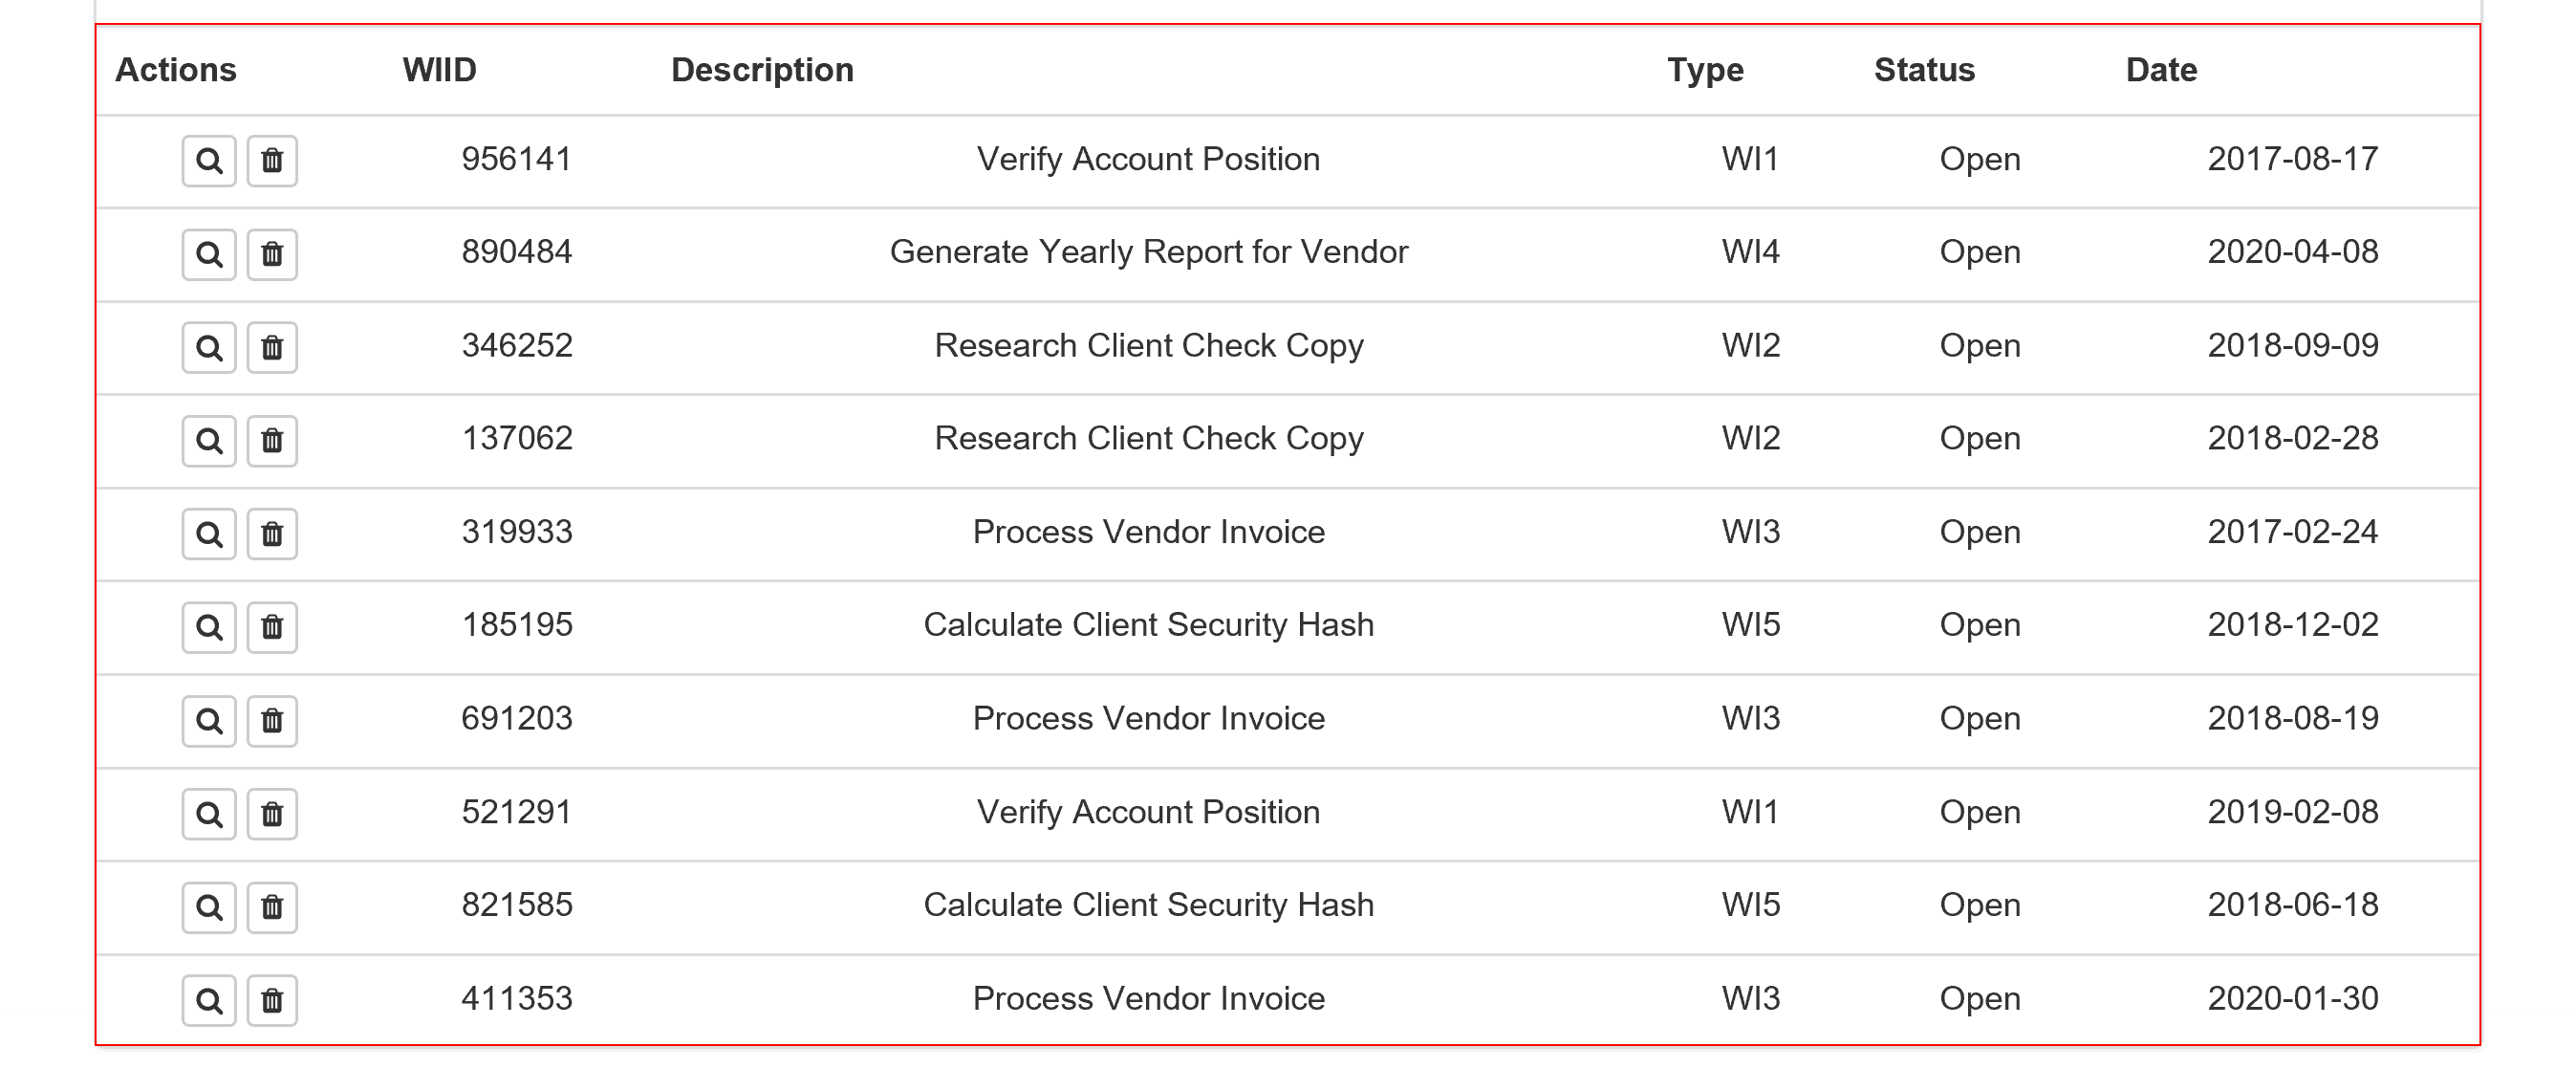 Actions WIID Description Type Status Date
956141 Verify Account Position WI1 Open 2017-08-17
890484 Generate Yearly Report for Vendor WI4 Open 2020-04-08
346252 Research Client Check Copy WI2 Open 2018-09-09
137062 Research Client Check Copy WI2 Open 2018-02-28
319933 Process Vendor Invoice WI3 Open 2017-02-24
185195 Calculate Client Security Hash WI5 Open 2018-12-02
691203 Process Vendor Invoice WI3 Open 2018-08-19
521291 Verify Account Position WI1 Open 2019-02-08
821585 Calculate Client Security Hash WI5 Open 2018-06-18
411353 Process Vendor Invoice WI3 Open 2020-01-30